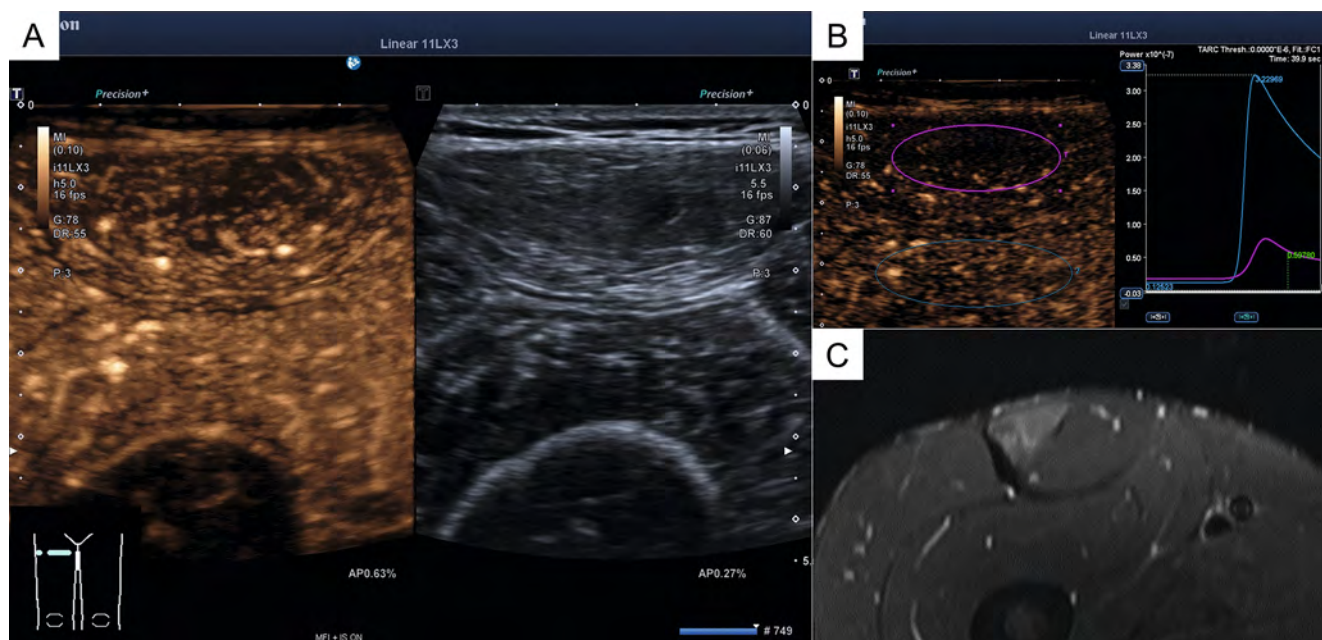 A
on
Linear 11LX3
T
0
Precision+
MI
(0.10)
i11LX3
h5.0
16 fps
G:78
DR:55
P:3
AP0.63%
MFI + IS ON
T
Precision+
0
MI
(0.06)
i11LX3
5.5
16 fps
G:87
DR:60
P:3
5.
AP0.27%
# 749
B
Linear 11LX3
T
Precision+
0
MI
(0.10)
i11LX3
h5.0
16 fps
G:78
DR:55
P:3
TARC Thresh.:0.0000*E-6, Fit.:FC1
Power x10^(-7)
Time: 39.9 sec
3.38
3.22969
3.00
2.50
2.00
1.50
1.00
0.50
0.12623
-0.03
C